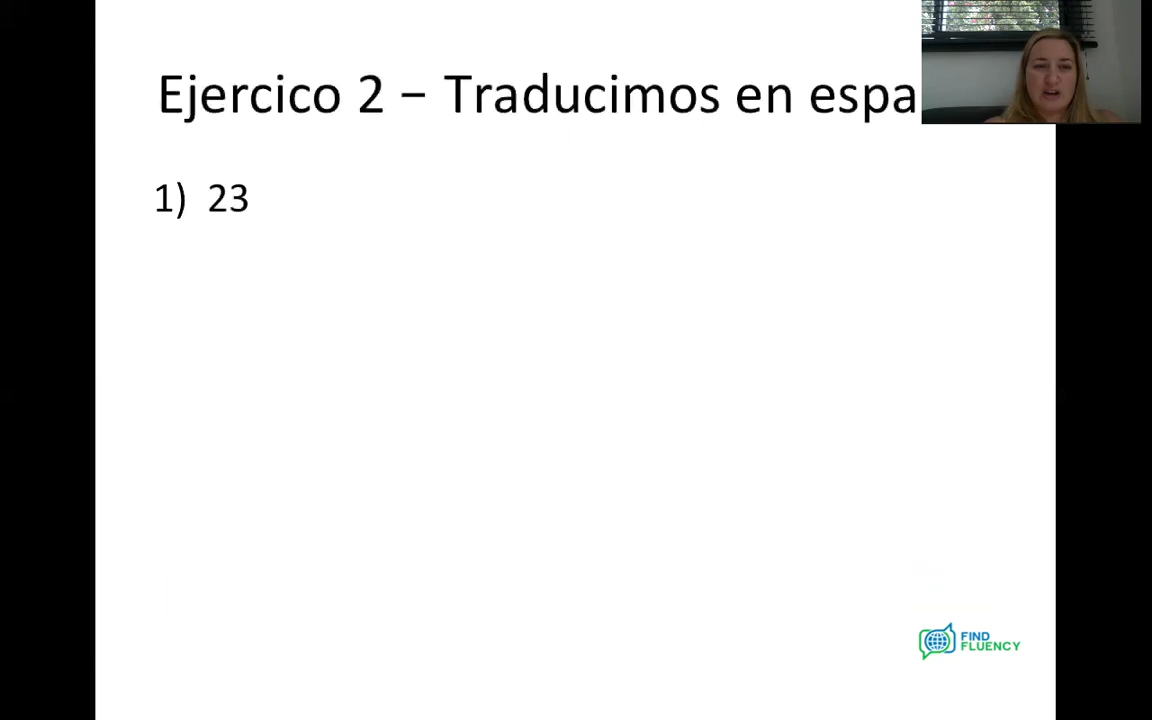 Ejercico 2 – Traducimos en espa
1) 23
FIND
FLUENCY